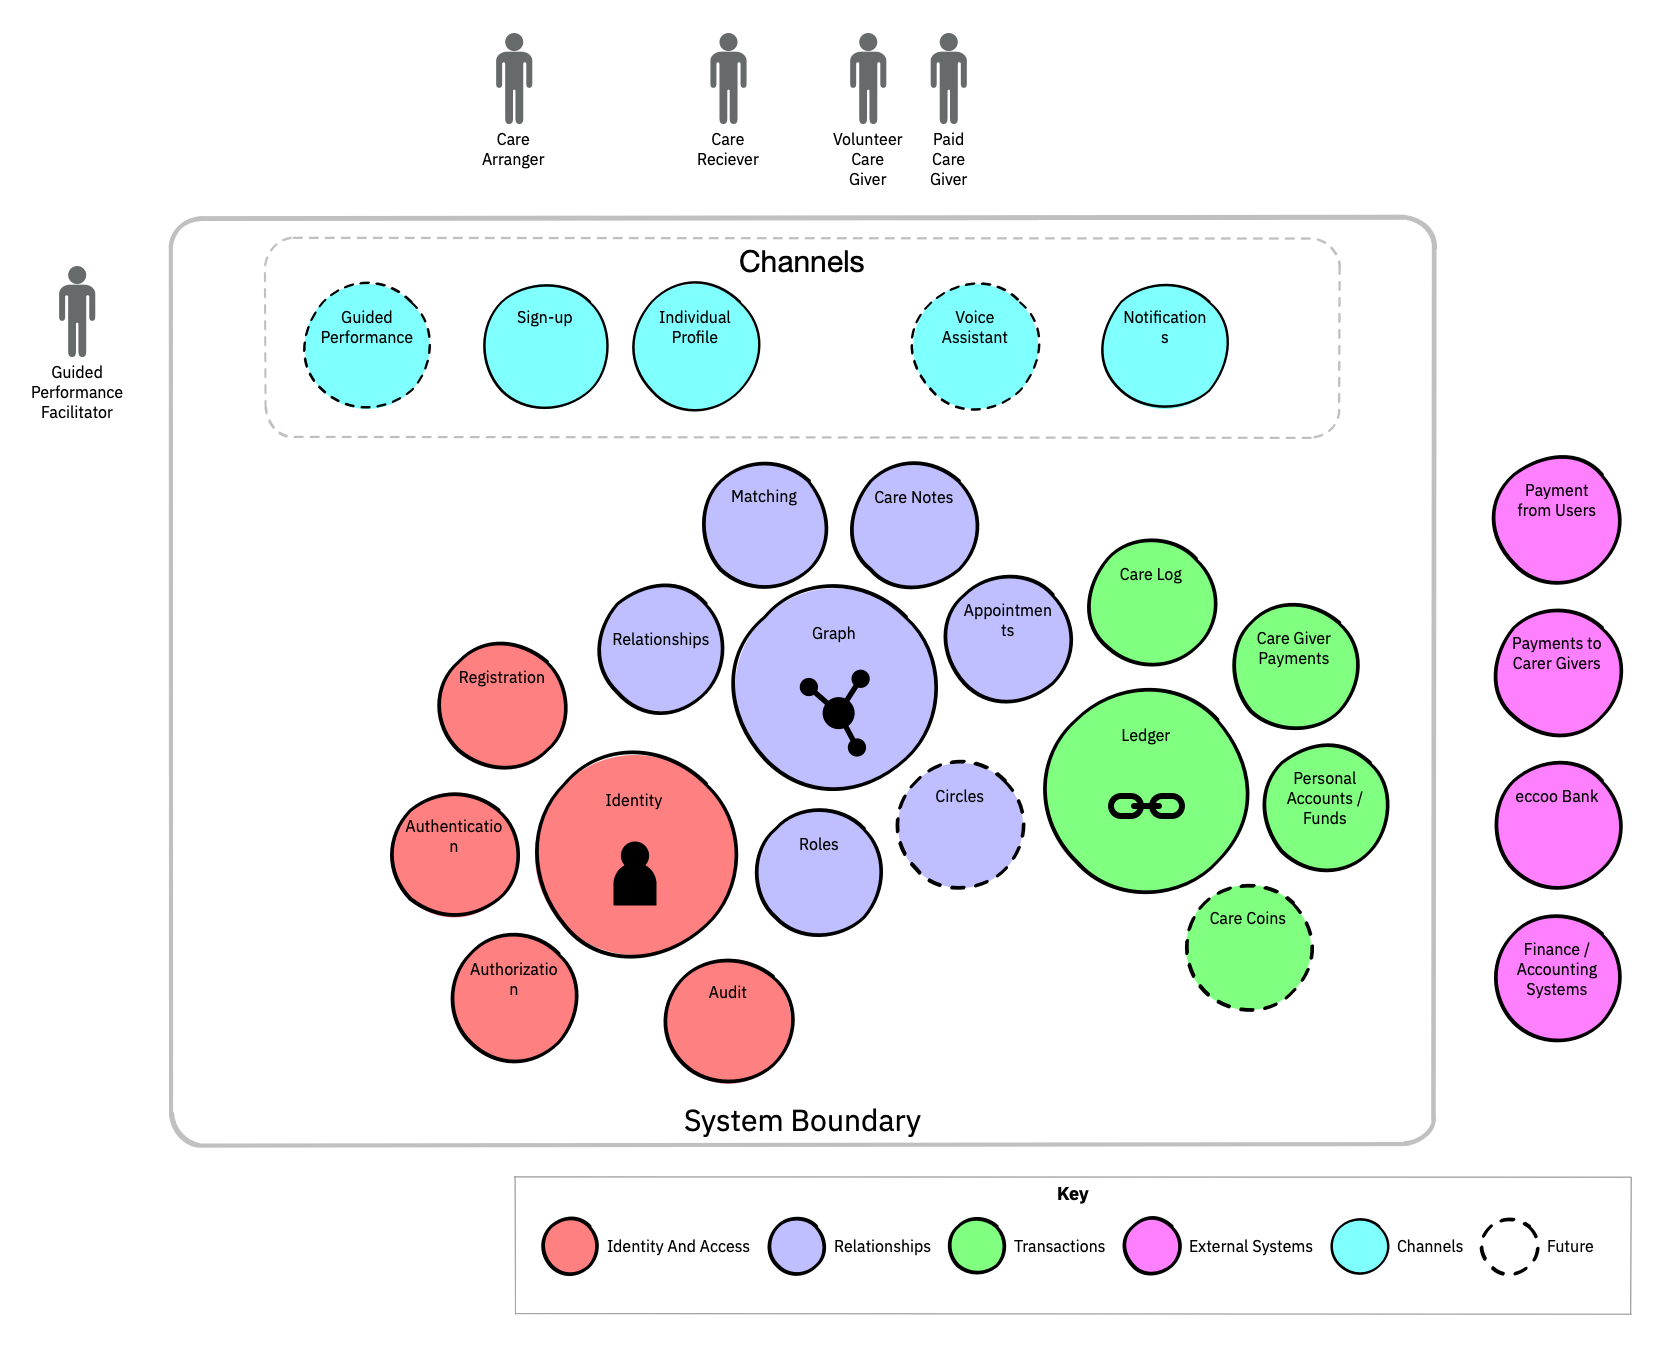 Care
Arranger
Care
Reciever
Volunteer
Care
Giver
Paid
Care
Giver
Guided
Performance
Facilitator
Channels
Guided
Performance
Sign-up
Individual
Profile
Voice
Assistant
Notification
s
Matching
Care Notes
Relationships
Graph
Appointmen
ts
Care Log
Care Giver
Payments
Registration
Identity
Authenticatio
n
Authorizatio
n
Audit
Roles
Circles
Ledger
Personal
Accounts /
Funds
Care Coins
Payment
from Users
Payments to
Carer Givers
eccoo Bank
Finance /
Accounting
Systems
System Boundary
Key
Identity And Access
Relationships
Transactions
External Systems
Channels
Future